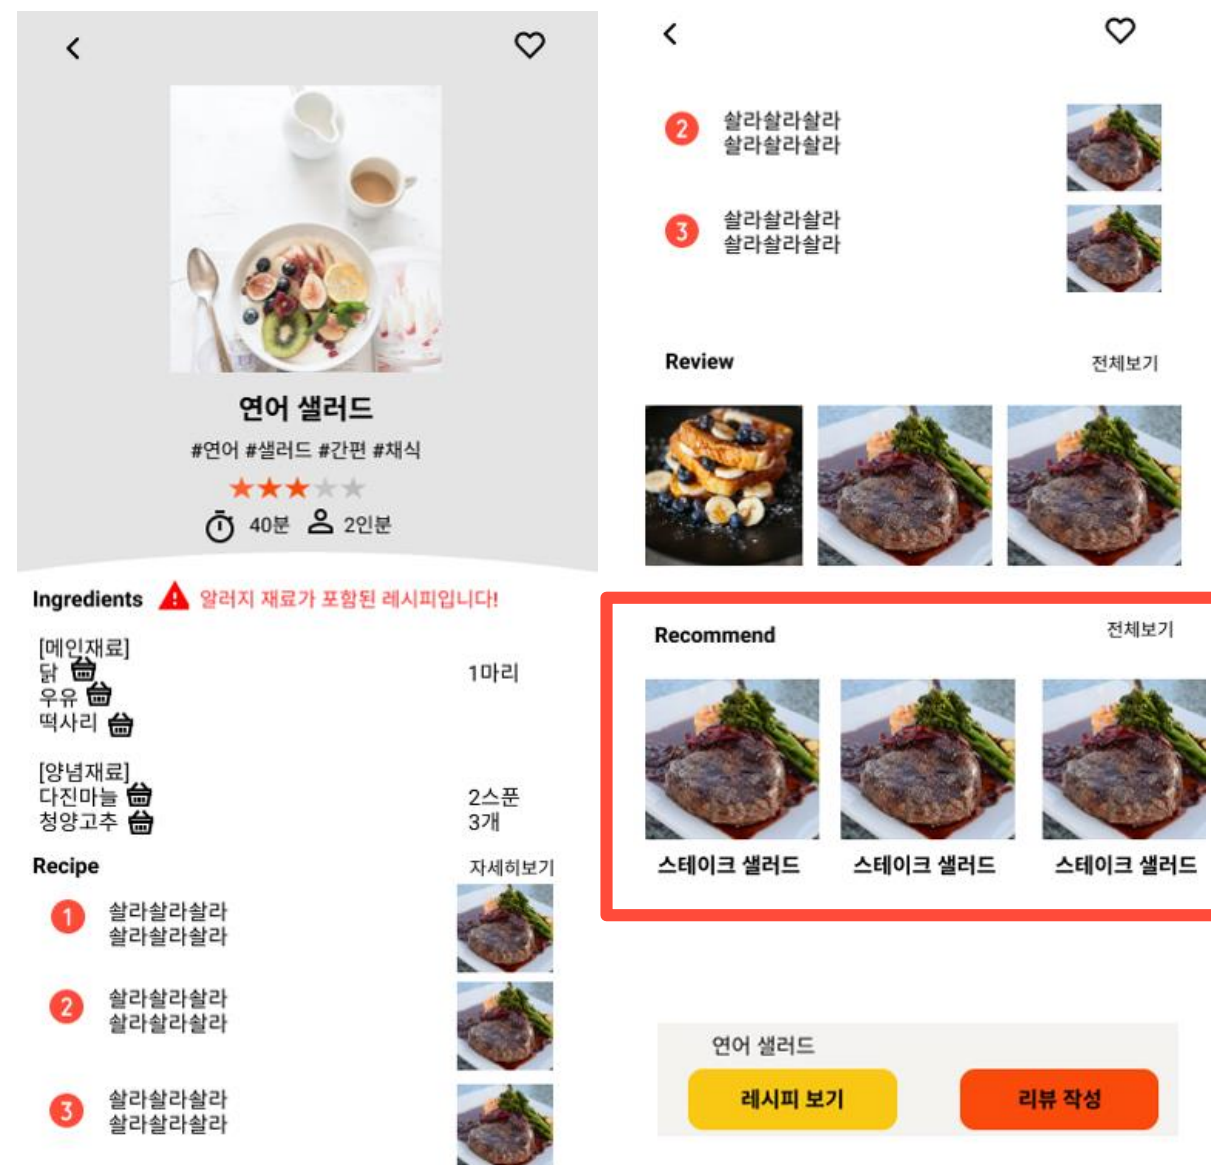 연어 샐러드
#연어 #샐러드 #간편 #채식
40분 2인분
Ingredients 알러지 재료가 포함된 레시피입니다!
[메인재료]
닭 1마리
우유
떡사리
[양념재료]
다진마늘 2스푼
청양고추 3개
Recipe 자세히보기
1 솰라솰라솰라
솰라솰라솰라
2 솰라솰라솰라
솰라솰라솰라
3 솰라솰라솰라
솰라솰라솰라
2 솰라솰라솰라
솰라솰라솰라
3 솰라솰라솰라
솰라솰라솰라
Review 전체보기
Recommend 전체보기
스테이크 샐러드 스테이크 샐러드 스테이크 샐러드
연어 샐러드
레시피 보기 리뷰 작성